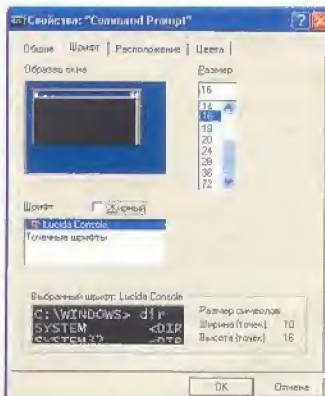 Свойства: "Command Prompt"
Общие Шрифт Расположение Цвета
Образец окна
Размер
16
14
16
18
20
24
28
36
72
Шрифт Жирный
Lucida Console
Точечные шрифты
Выбранный шрифт: Lucida Console
C:\WINDOWS> dir
SYSTEM <DIR
SYSTEM32 <DIR
Размер символов
Ширина (точек) 10
Высота (точек) 16
OK Отмена